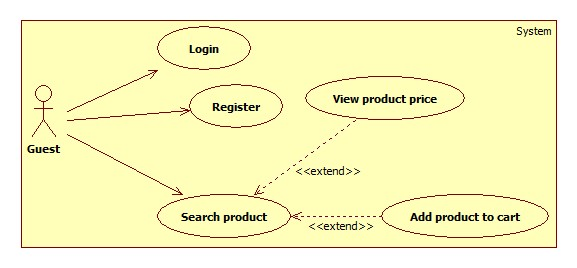 System
Login
Register
View product price
Guest
<<extend>>
Search product
Add product to cart
<<extend>>